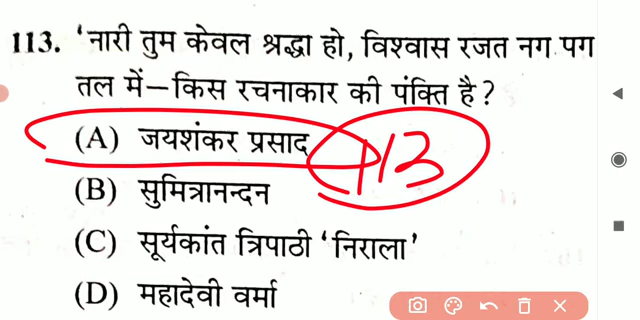 113. 'नारी तुम केवल श्रद्धा हो, विश्वास रजत नग पग
तल में—किस रचनाकार की पंक्ति है?
(A) जयशंकर प्रसाद 113
(B) सुमित्रानन्दन
(C) सूर्यकांत त्रिपाठी 'निराला'
(D) महादेवी वर्मा